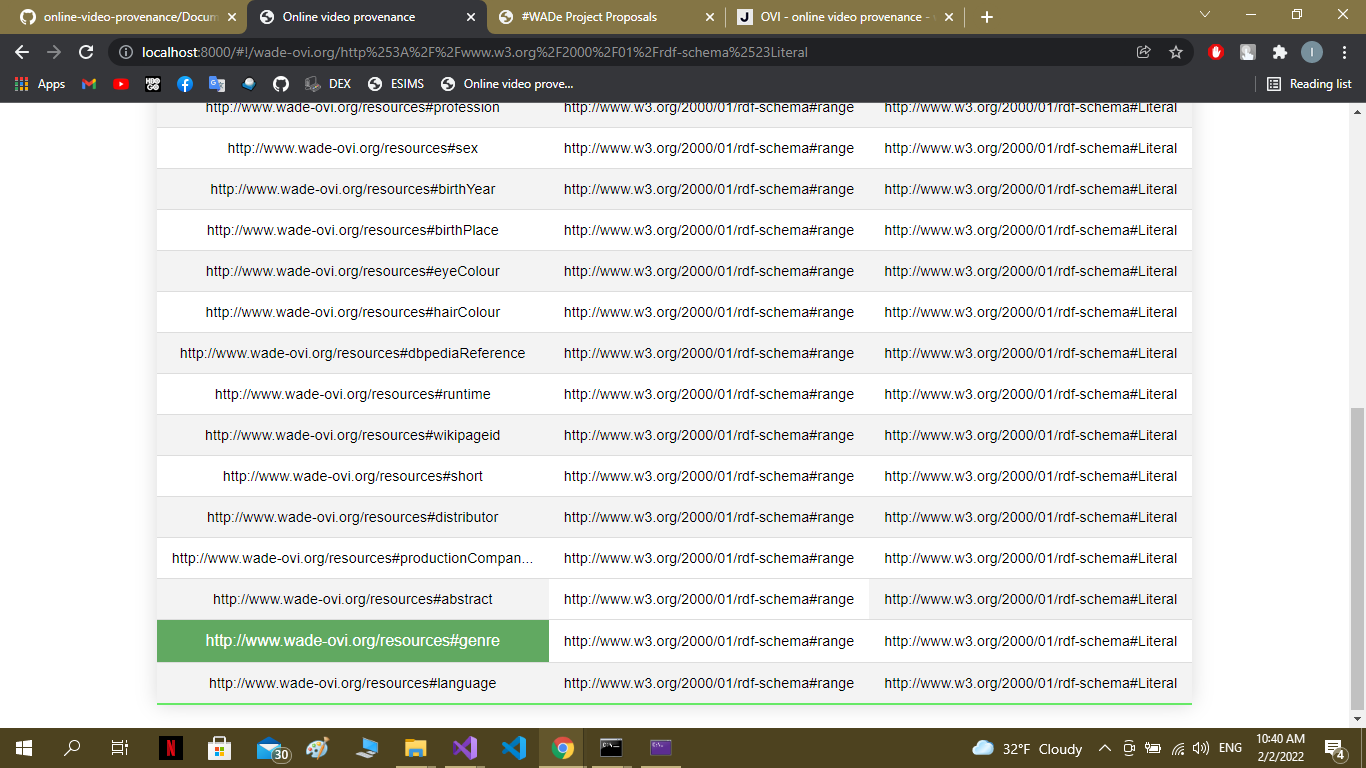 online-video-provenance/Docum
Online video provenance
#WADe Project Proposals
OVI - online video provenance -
localhost:8000/#!/wade-ovi.org/http%253A%2F%2Fwww.w3.org%2F2000%2F01%2Frdf-schema%2523Literal
I
Apps
HBO GO
DEX
ESIMS
Online video prove...
Reading list
http://www.wade-ovi.org/resources#profession http://www.w3.org/2000/01/rdf-schema#range http://www.w3.org/2000/01/rdf-schema#Literal
http://www.wade-ovi.org/resources#sex http://www.w3.org/2000/01/rdf-schema#range http://www.w3.org/2000/01/rdf-schema#Literal
http://www.wade-ovi.org/resources#birthYear http://www.w3.org/2000/01/rdf-schema#range http://www.w3.org/2000/01/rdf-schema#Literal
http://www.wade-ovi.org/resources#birthPlace http://www.w3.org/2000/01/rdf-schema#range http://www.w3.org/2000/01/rdf-schema#Literal
http://www.wade-ovi.org/resources#eyeColour http://www.w3.org/2000/01/rdf-schema#range http://www.w3.org/2000/01/rdf-schema#Literal
http://www.wade-ovi.org/resources#hairColour http://www.w3.org/2000/01/rdf-schema#range http://www.w3.org/2000/01/rdf-schema#Literal
http://www.wade-ovi.org/resources#dbpediaReference http://www.w3.org/2000/01/rdf-schema#range http://www.w3.org/2000/01/rdf-schema#Literal
http://www.wade-ovi.org/resources#runtime http://www.w3.org/2000/01/rdf-schema#range http://www.w3.org/2000/01/rdf-schema#Literal
http://www.wade-ovi.org/resources#wikipageid http://www.w3.org/2000/01/rdf-schema#range http://www.w3.org/2000/01/rdf-schema#Literal
http://www.wade-ovi.org/resources#short http://www.w3.org/2000/01/rdf-schema#range http://www.w3.org/2000/01/rdf-schema#Literal
http://www.wade-ovi.org/resources#distributor http://www.w3.org/2000/01/rdf-schema#range http://www.w3.org/2000/01/rdf-schema#Literal
http://www.wade-ovi.org/resources#productionCompan... http://www.w3.org/2000/01/rdf-schema#range http://www.w3.org/2000/01/rdf-schema#Literal
http://www.wade-ovi.org/resources#abstract http://www.w3.org/2000/01/rdf-schema#range http://www.w3.org/2000/01/rdf-schema#Literal
http://www.wade-ovi.org/resources#genre http://www.w3.org/2000/01/rdf-schema#range http://www.w3.org/2000/01/rdf-schema#Literal
http://www.wade-ovi.org/resources#language http://www.w3.org/2000/01/rdf-schema#range http://www.w3.org/2000/01/rdf-schema#Literal
N
30
32°F Cloudy
ENG
10:40 AM
2/2/2022
4